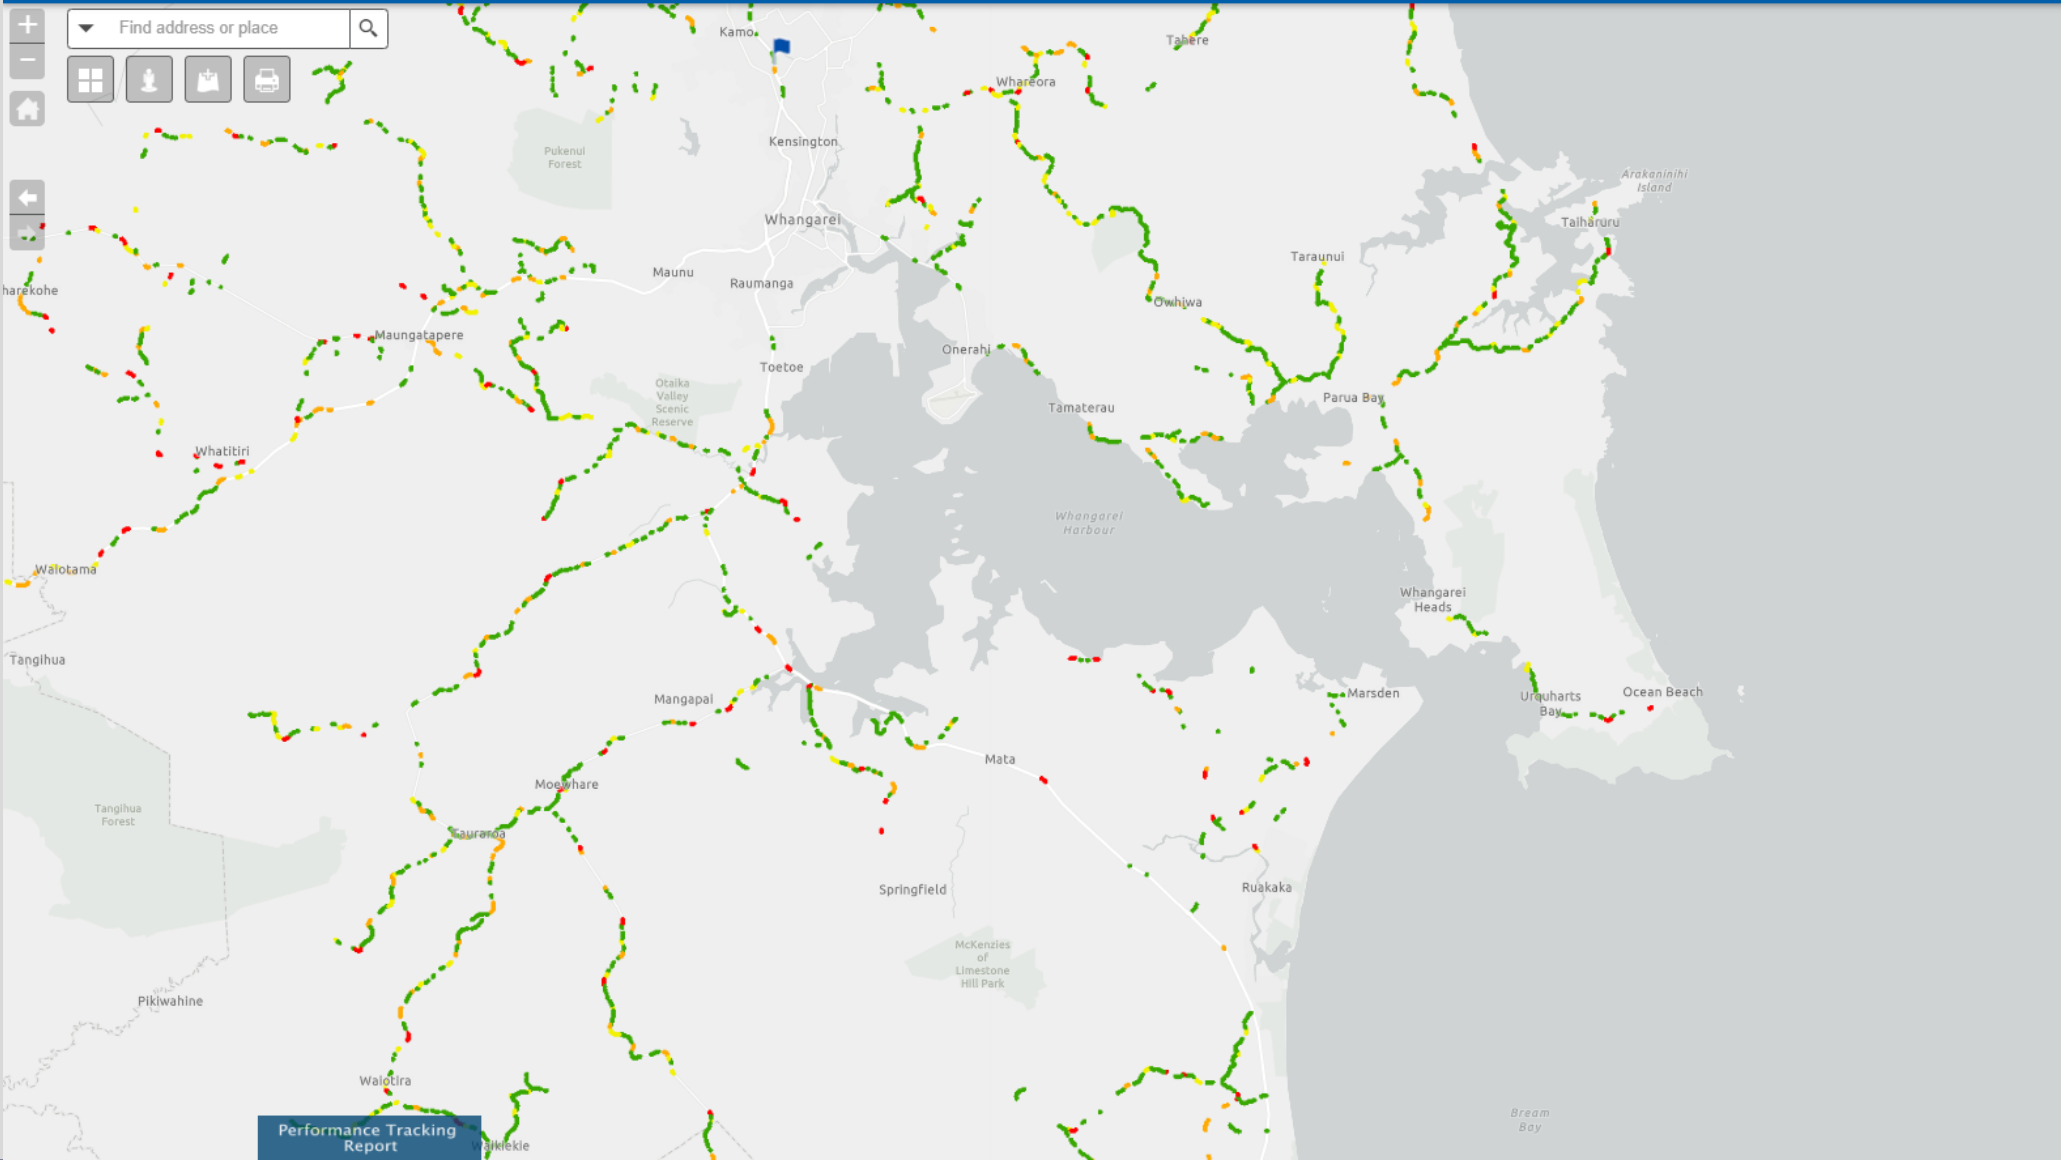 Find address or place
Kamo
Tahere
Whareora
Kensington
Pukenui
Forest
Arakaninihi
Island
Whangarei
Taiharuru
Taraunui
Maunu
Raumanga
harekohe
Owhiwa
Maungatapere
Onerahi
Toetoe
Otaika
Valley
Scenic
Reserve
Parua Bay
Tamaterau
Whatitiri
Whangarei
Harbour
Waiotama
Whangarei
Heads
Tangihua
Mangapai
Marsden
Urquharts
Bay
Ocean Beach
Mata
Moewhare
Tangihua
Forest
Tauraroa
Springfield
Ruakaka
McKenzies
of
Limestone
Hill Park
Pikiwahine
Waiotira
Bream
Bay
Performance Tracking
Report
Waikiekie